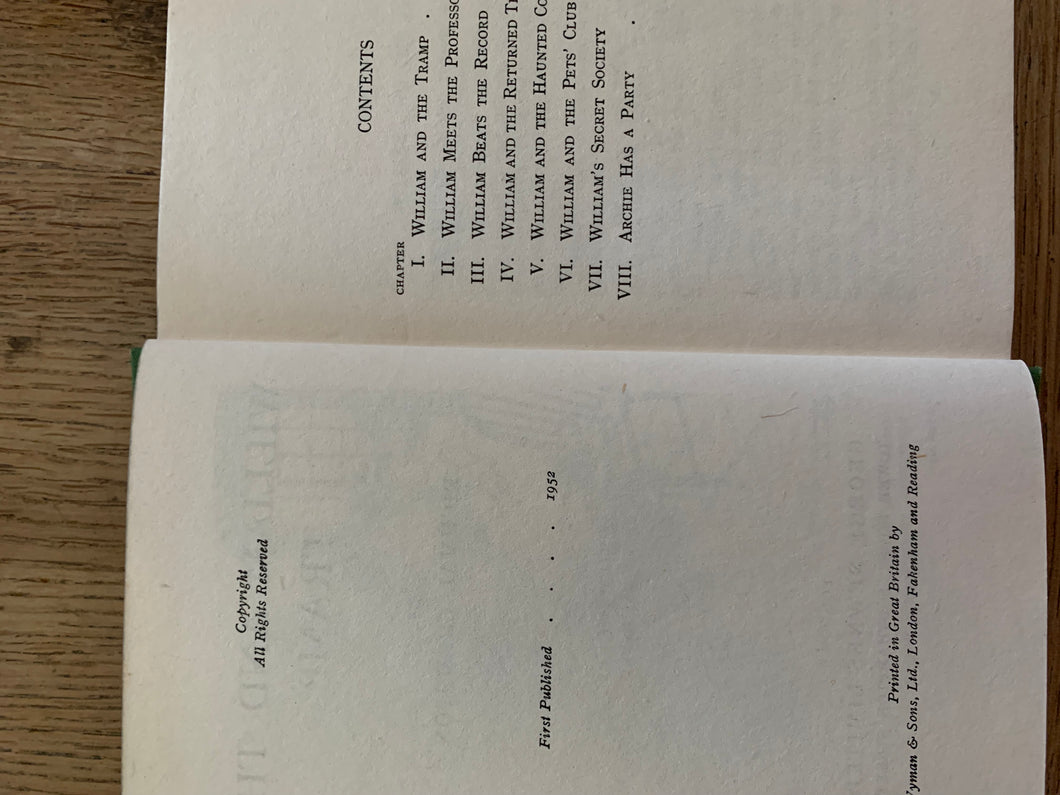 Copyright
All Rights Reserved
First Published . . . . 1952
Printed in Great Britain by
& Sons, Ltd., London, Fakenham and Reading
CONTENTS
CHAPTER
I. WILLIAM AND THE TRAMP .
II. WILLIAM MEETS THE
III. WILLIAM BEATS THE RECORD
IV. WILLIAM AND THE RETURNED
V. WILLIAM AND THE HAUNTED
VI. WILLIAM AND THE PETS' CLUB
VII. WILLIAM'S SECRET SOCIETY
VIII. ARCHIE HAS A PARTY .